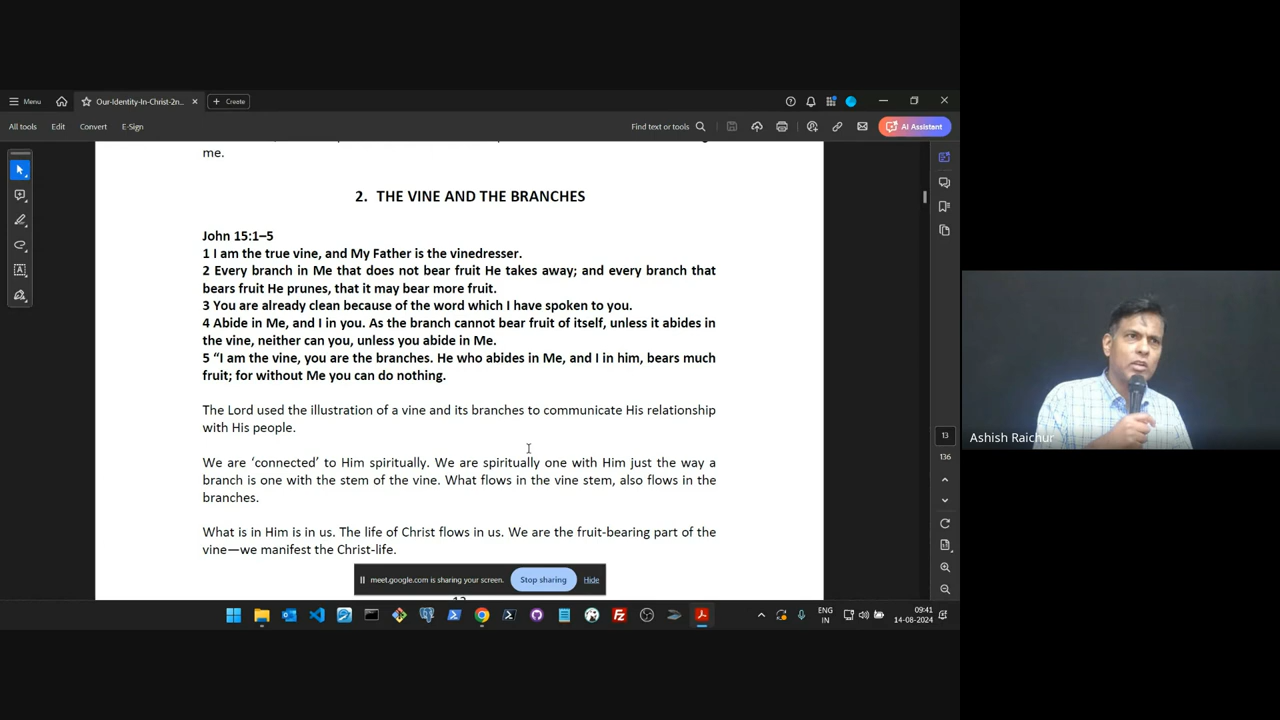 Menu
Our-Identity-In-Christ-2n...
Create
All tools
Edit
Convert
E-Sign
Find text or tools
AI Assistant
me.
2. THE VINE AND THE BRANCHES
John 15:1–5
1 I am the true vine, and My Father is the vinedresser.
2 Every branch in Me that does not bear fruit He takes away; and every branch that
bears fruit He prunes, that it may bear more fruit.
3 You are already clean because of the word which I have spoken to you.
4 Abide in Me, and I in you. As the branch cannot bear fruit of itself, unless it abides in
the vine, neither can you, unless you abide in Me.
5 “I am the vine, you are the branches. He who abides in Me, and I in him, bears much
fruit; for without Me you can do nothing.
The Lord used the illustration of a vine and its branches to communicate His relationship
with His people.
We are ‘connected’ to Him spiritually. We are spiritually one with Him just the way a
branch is one with the stem of the vine. What flows in the vine stem, also flows in the
branches.
What is in Him is in us. The life of Christ flows in us. We are the fruit-bearing part of the
vine—we manifest the Christ-life.
13
136
Ashish Raichur
meet.google.com is sharing your screen.
Stop sharing
Hide
ENG
IN
09:41
14-08-2024